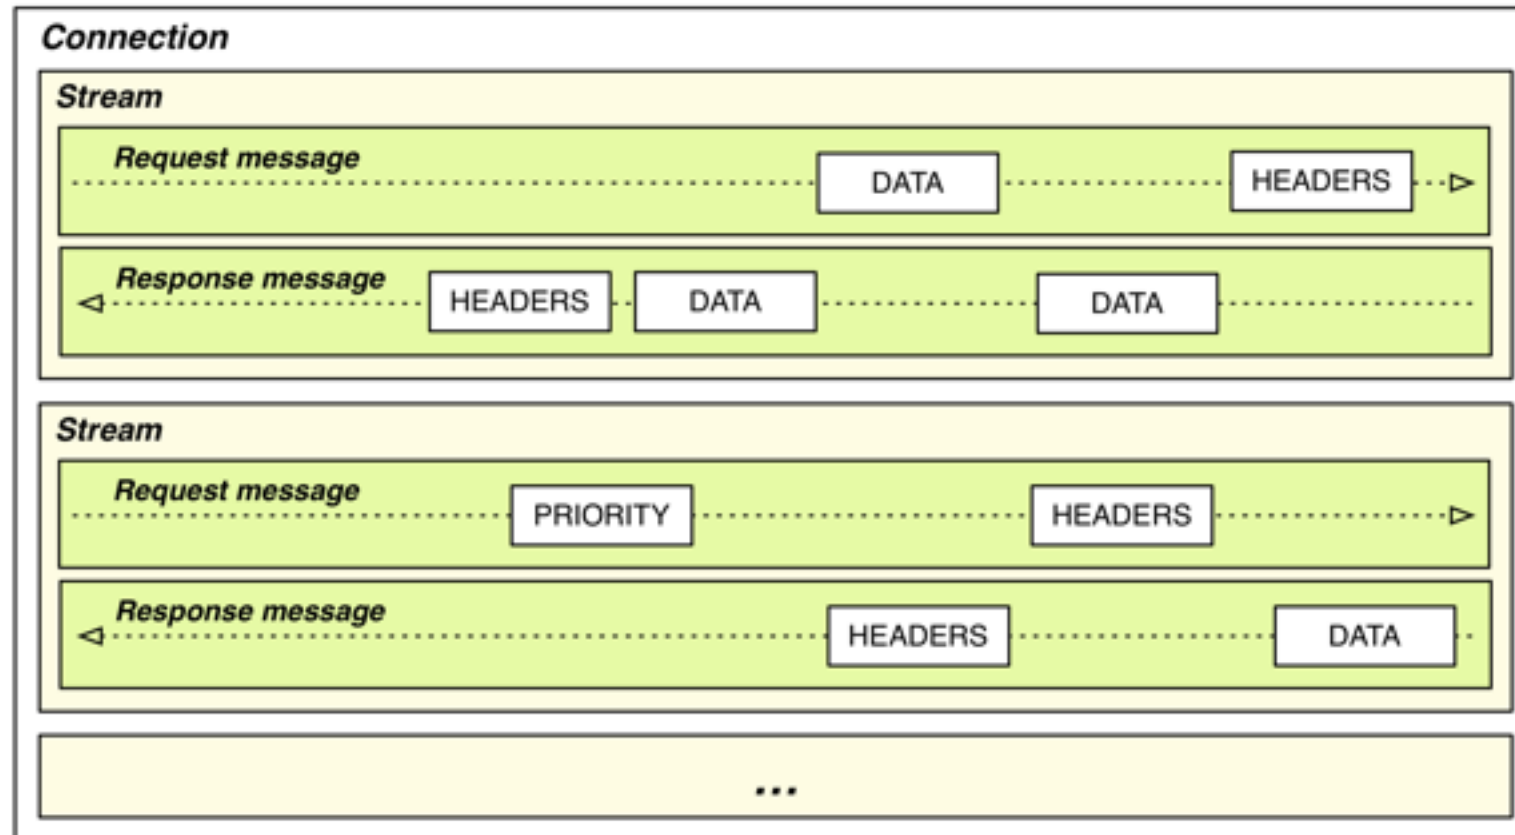 Connection
Stream
Request message
DATA HEADERS
Response message
HEADERS DATA DATA
Stream
Request message
PRIORITY HEADERS
Response message
HEADERS DATA
...